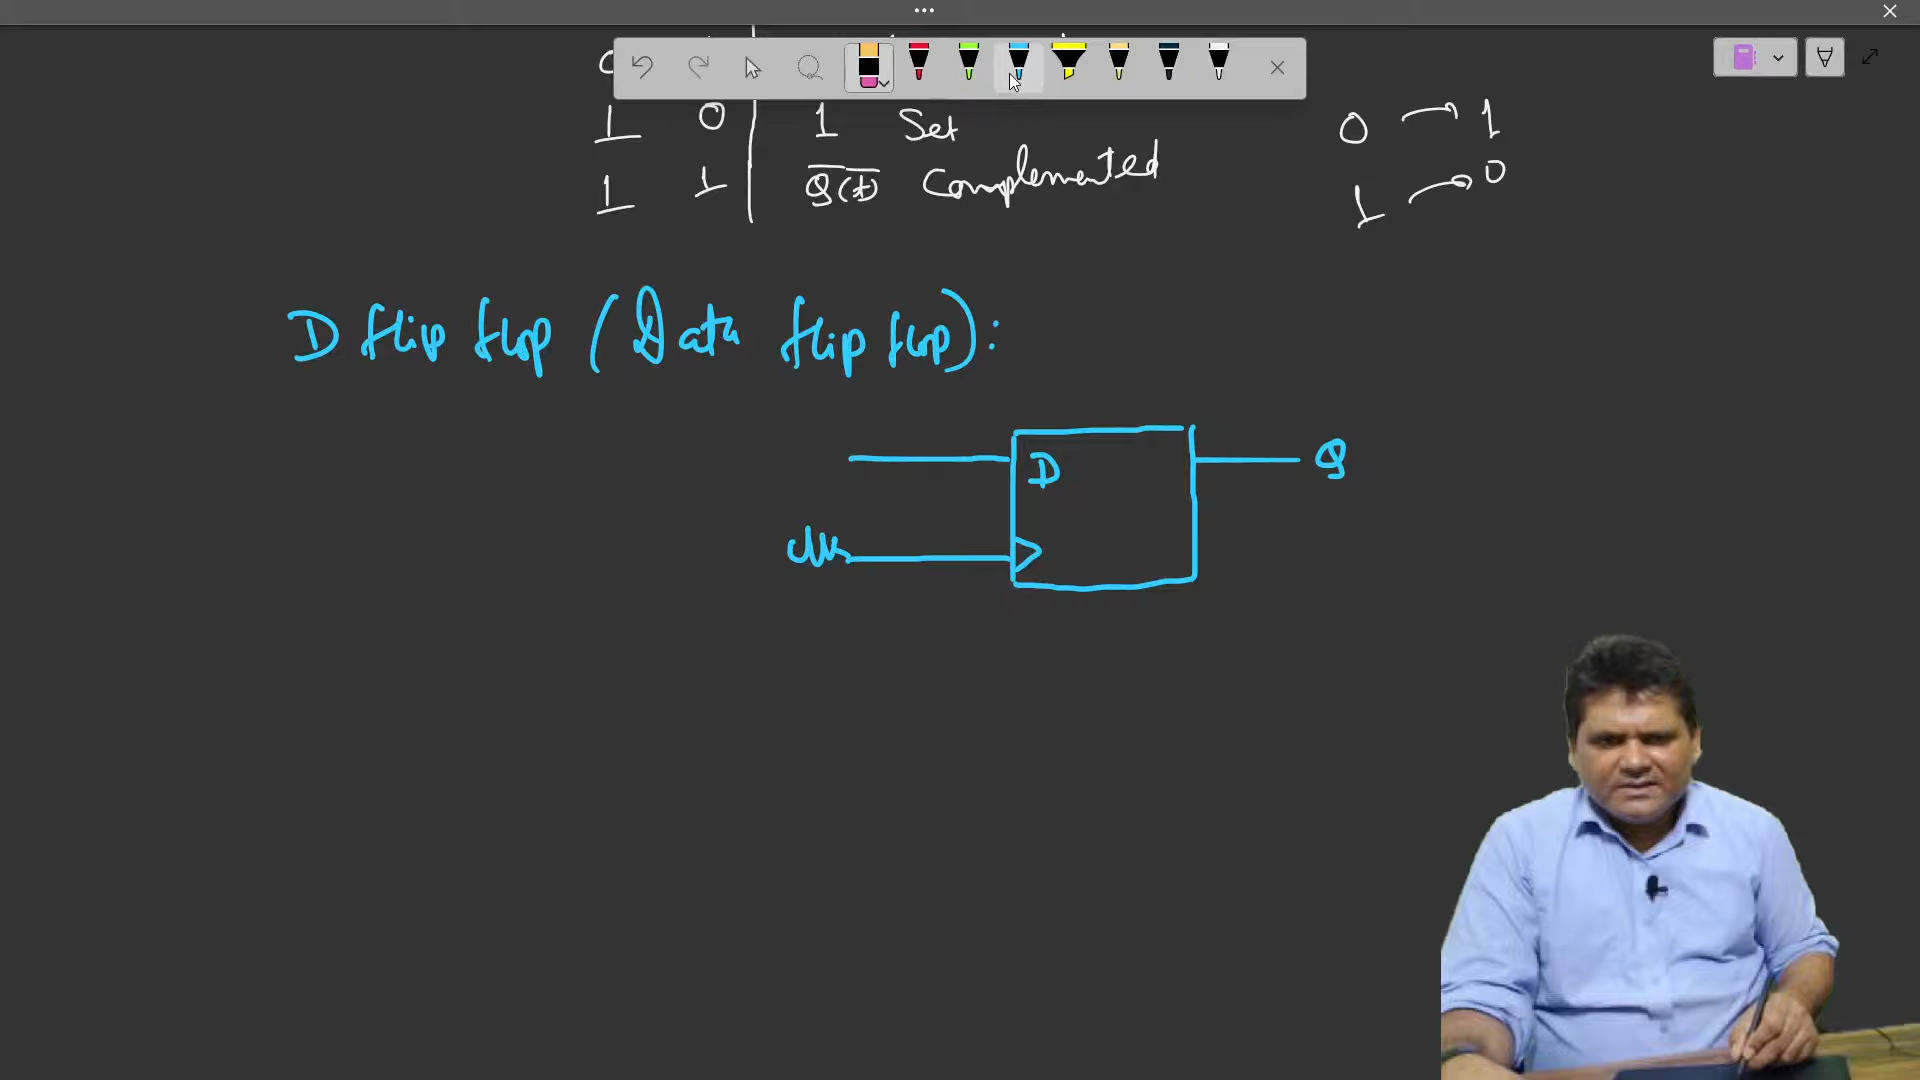 1 0 1 Set 0 → 1
1 1 Q(t) Complemented 1 → 0
D flip flop (Data flip flop):
D Q
clk